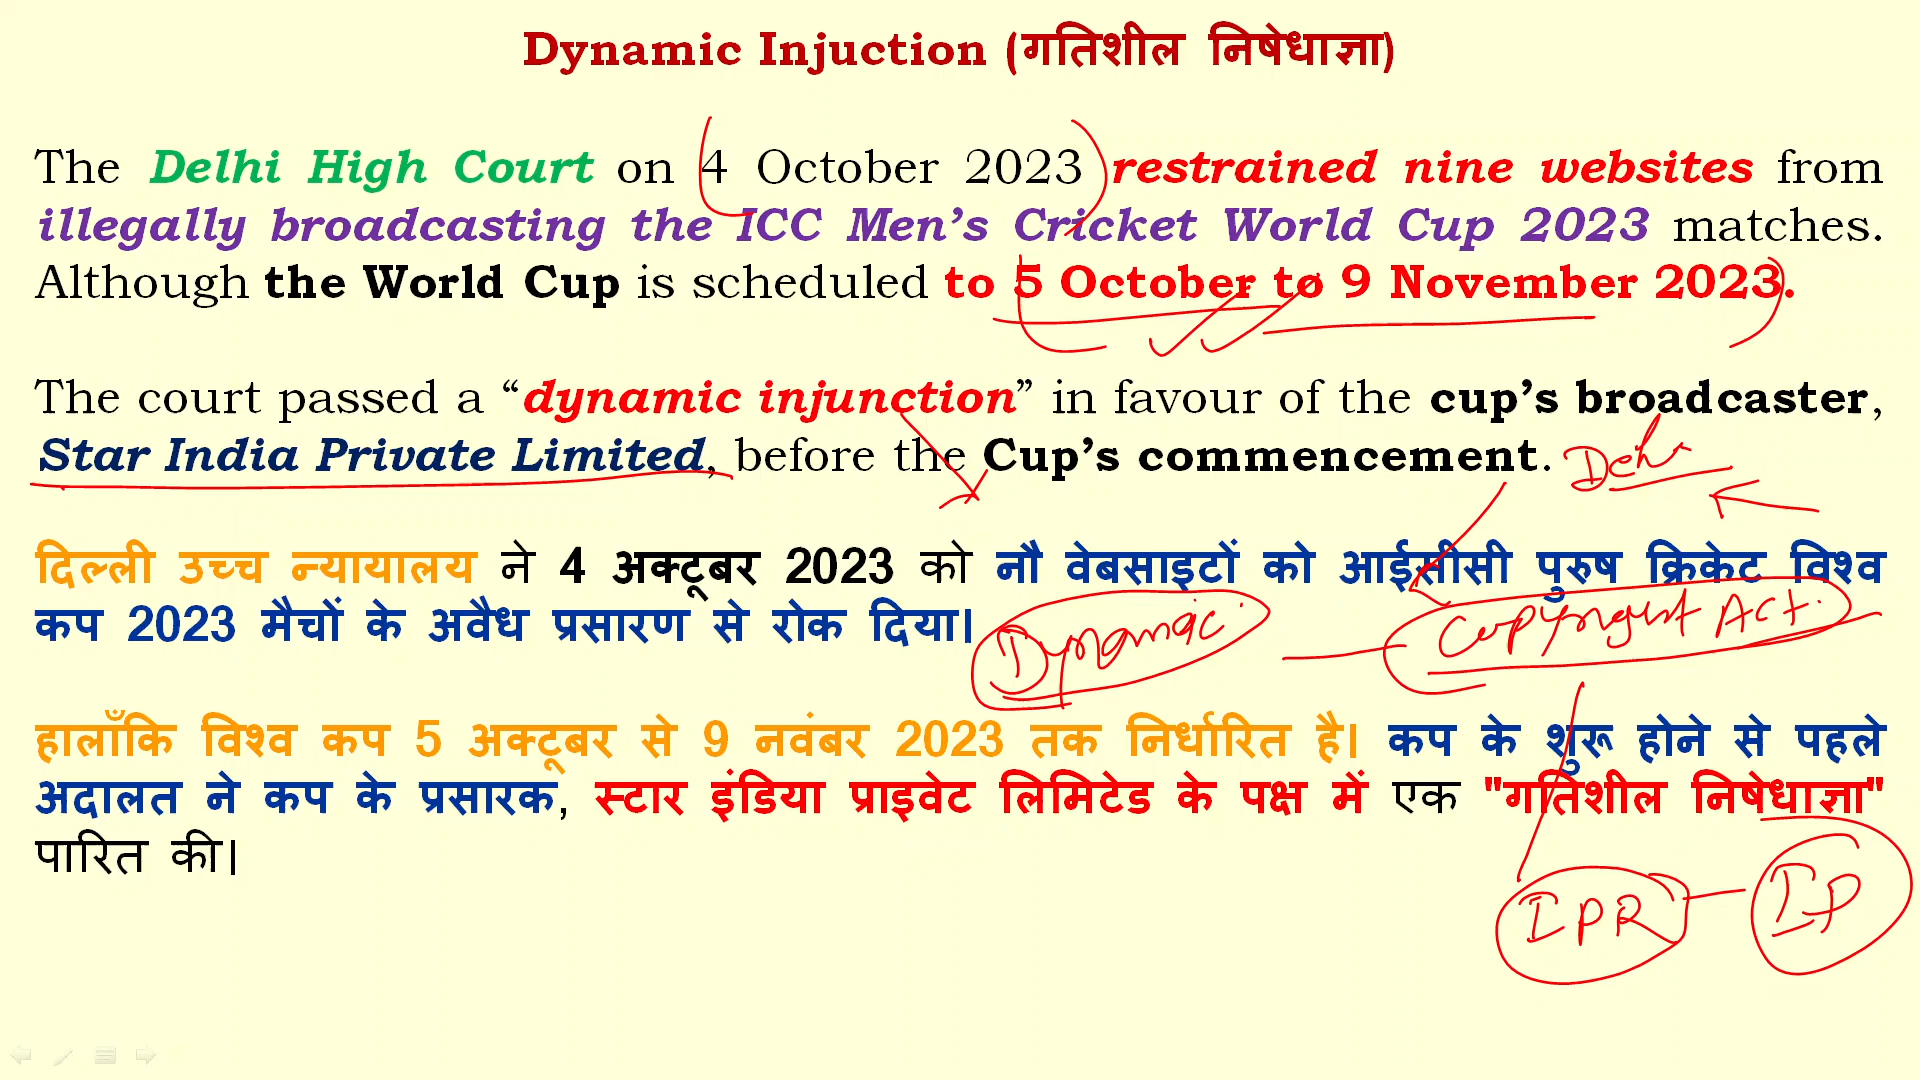 Dynamic Injuction (गतिशील निषेधाज्ञा)
The Delhi High Court on 4 October 2023 restrained nine websites from
illegally broadcasting the ICC Men’s Cricket World Cup 2023 matches.
Although the World Cup is scheduled to 5 October to 9 November 2023.
The court passed a “dynamic injunction” in favour of the cup’s broadcaster,
Star India Private Limited, before the Cup’s commencement.
दिल्ली उच्च न्यायालय ने 4 अक्टूबर 2023 को नौ वेबसाइटों को आईसीसी पुरुष क्रिकेट विश्व
कप 2023 मैचों के अवैध प्रसारण से रोक दिया।
Dynamic
Copyright Act.
हालाँकि विश्व कप 5 अक्टूबर से 9 नवंबर 2023 तक निर्धारित है। कप के शुरू होने से पहले
अदालत ने कप के प्रसारक, स्टार इंडिया प्राइवेट लिमिटेड के पक्ष में एक "गतिशील निषेधाज्ञा"
पारित की।
IPR
IP